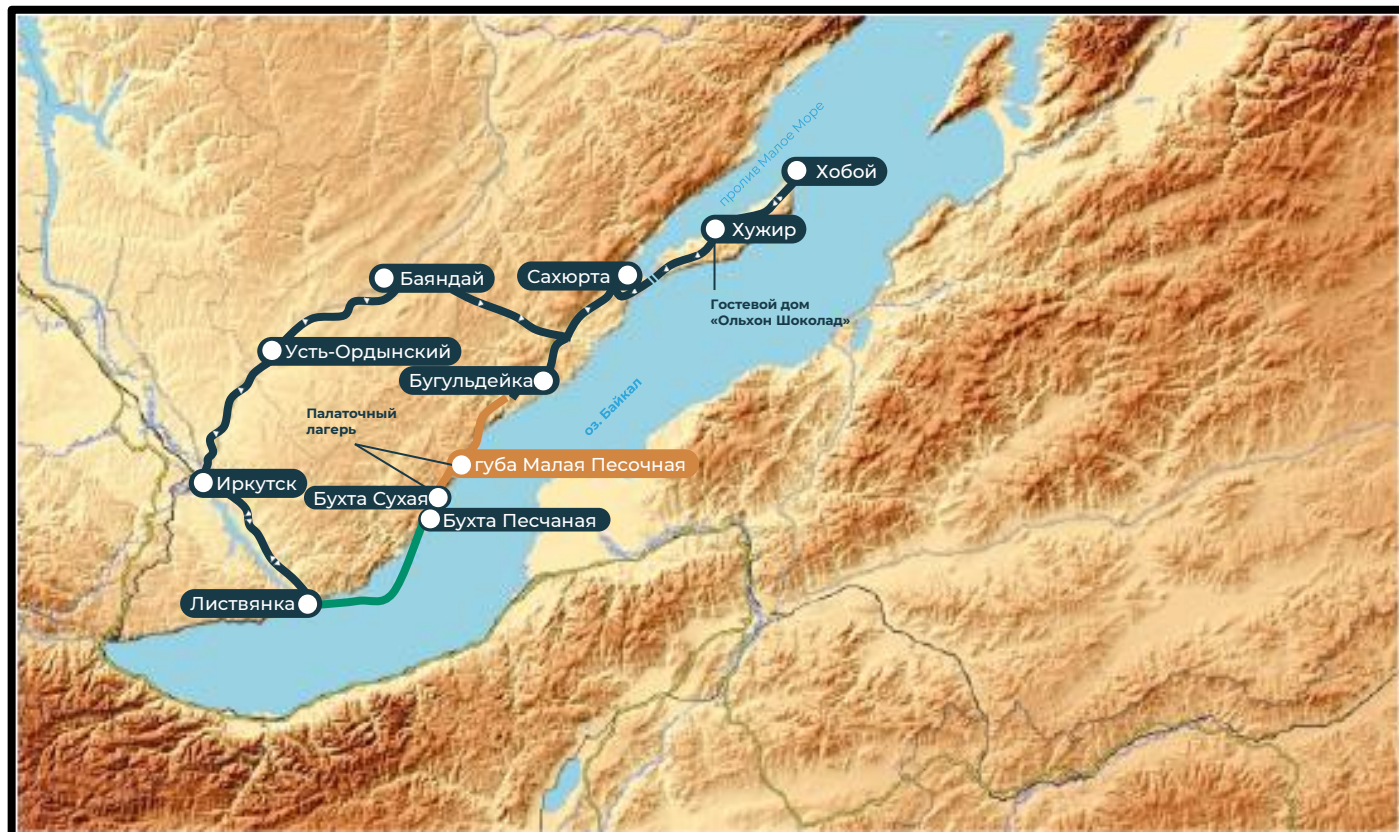 пролив Малое Море
Хобой
Хужир
Баяндай
Сахюрта
Гостевой дом
«Ольхон Шоколад»
Усть-Ордынский
Бугульдейка
оз. Байкал
Палаточный
лагерь
губа Малая Песочная
Иркутск
Бухта Сухая
Бухта Песчаная
Листвянка